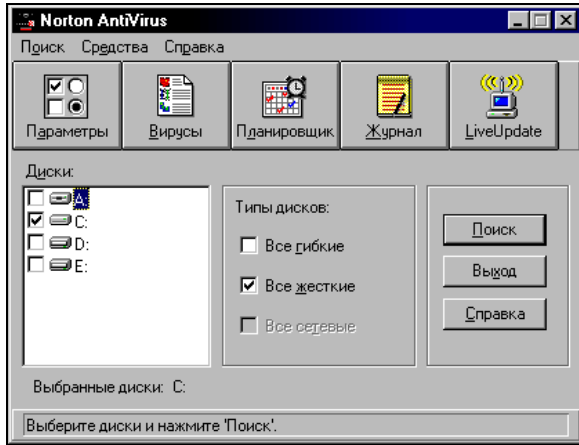 Norton AntiVirus
Поиск Средства Справка
Параметры Вирусы Планировщик Журнал LiveUpdate
Диски:
A:
C:
D:
E:
Типы дисков:
Все гибкие
Все жесткие
Все сетевые
Поиск
Выход
Справка
Выбранные диски: C:
Выберите диски и нажмите 'Поиск'.